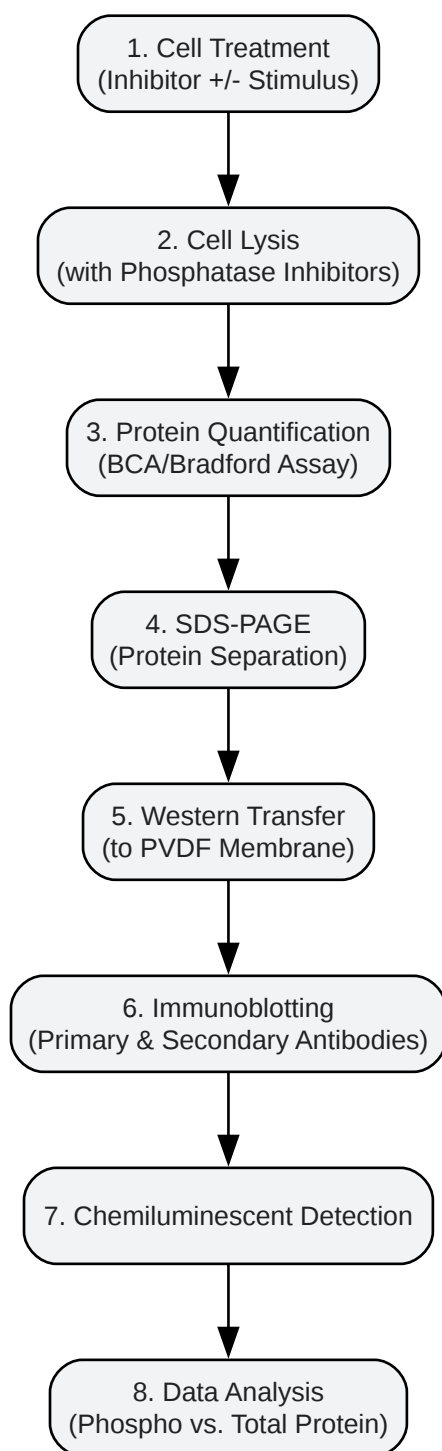 1. Cell Treatment
(Inhibitor +/- Stimulus)
2. Cell Lysis
(with Phosphatase Inhibitors)
3. Protein Quantification
(BCA/Bradford Assay)
4. SDS-PAGE
(Protein Separation)
5. Western Transfer
(to PVDF Membrane)
6. Immunoblotting
(Primary & Secondary Antibodies)
7. Chemiluminescent Detection
8. Data Analysis
(Phospho vs. Total Protein)